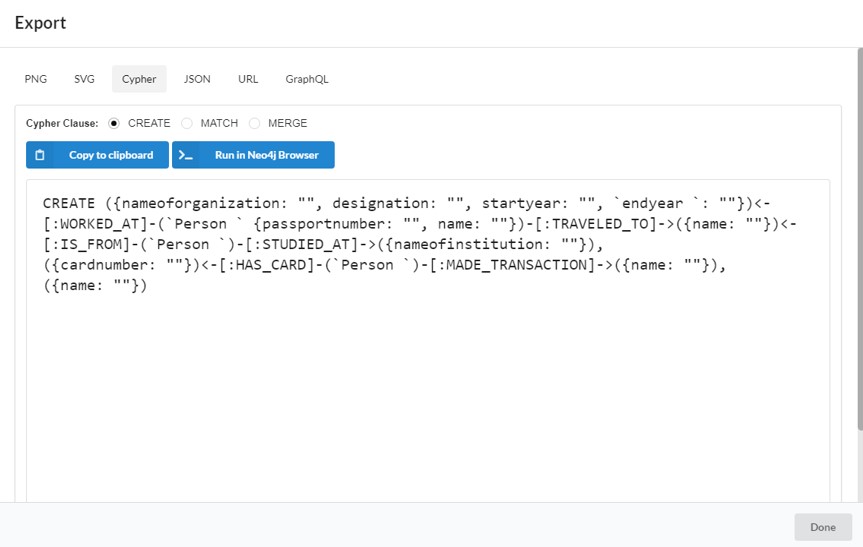 Export
PNG SVG Cypher JSON URL GraphQL
Cypher Clause: CREATE MATCH MERGE
Copy to clipboard >_ Run in Neo4j Browser
CREATE ({nameoforganization: "", designation: "", startyear: "", `endyear `: ""})<-
[:WORKED_AT]-(`Person ` {passportnumber: "", name: ""})-[:TRAVELED_TO]->({name: ""})<-
[:IS_FROM]-(`Person `)-[:STUDIED_AT]->({nameofinstitution: ""}),
({cardnumber: ""})<-[:HAS_CARD]-(`Person `)-[:MADE_TRANSACTION]->({name: ""}),
({name: ""})
Done